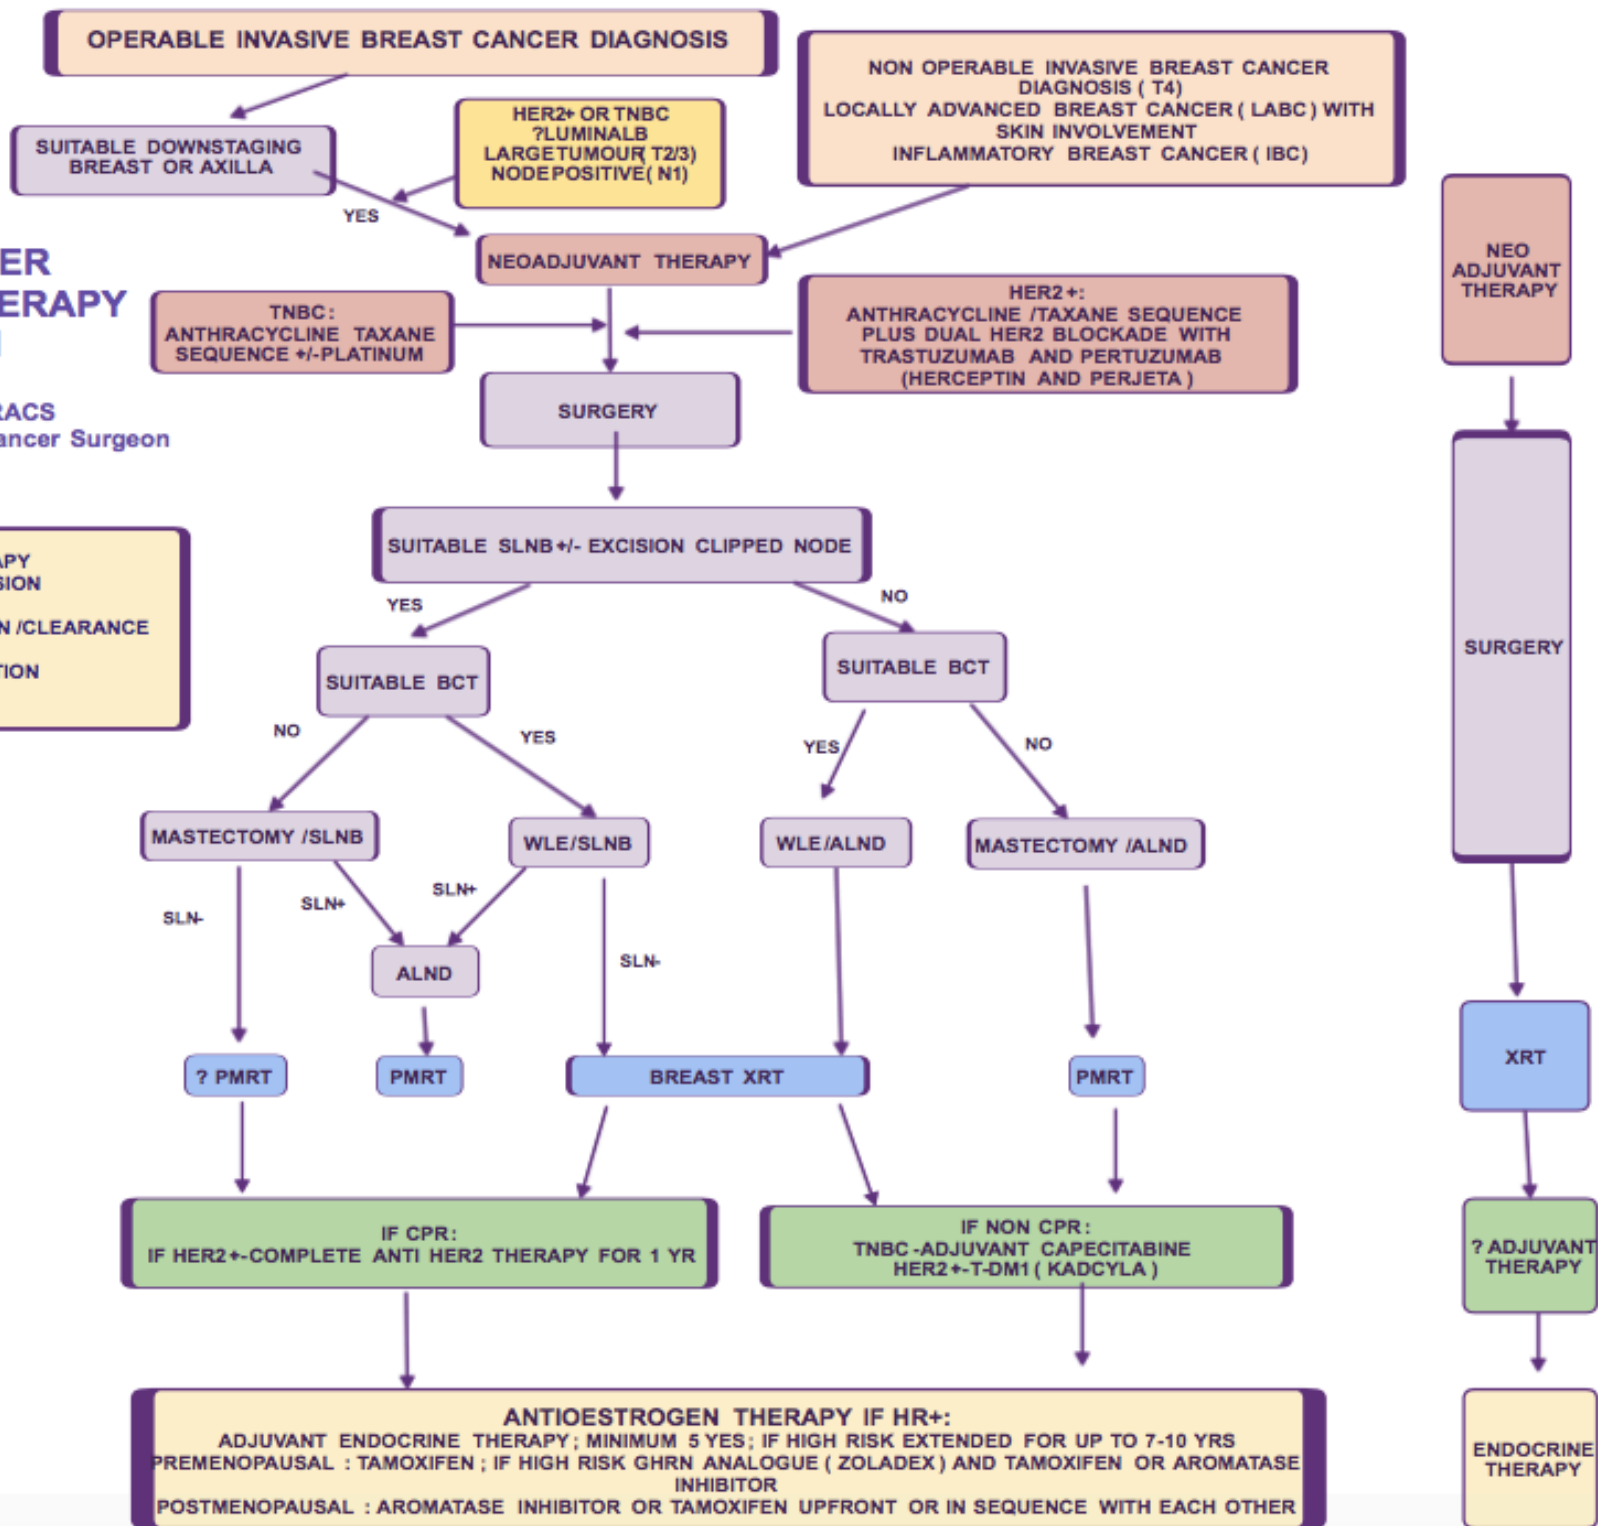 OPERABLE INVASIVE BREAST CANCER DIAGNOSIS
NON OPERABLE INVASIVE BREAST CANCER
DIAGNOSIS ( T4)
LOCALLY ADVANCED BREAST CANCER ( LABC ) WITH
SKIN INVOLVEMENT
INFLAMMATORY BREAST CANCER ( IBC)
SUITABLE DOWNSTAGING
BREAST OR AXILLA
HER2+ OR TNBC
?LUMINALB
LARGETUMOUR( T2/3)
NODEPOSITIVE( N1)
YES
NEOADJUVANT THERAPY
ER
ERAPY
TNBC:
ANTHRACYCLINE TAXANE
SEQUENCE +/-PLATINUM
HER2+:
ANTHRACYCLINE /TAXANE SEQUENCE
PLUS DUAL HER2 BLOCKADE WITH
TRASTUZUMAB AND PERTUZUMAB
(HERCEPTIN AND PERJETA )
RACS
ancer Surgeon
SURGERY
SUITABLE SLNB+/- EXCISION CLIPPED NODE
APY
SION
N /CLEARANCE
TION
YES
NO
SUITABLE BCT
SUITABLE BCT
NO
YES
YES
NO
MASTECTOMY /SLNB
WLE/SLNB
WLE/ALND
MASTECTOMY /ALND
SLN-
SLN+
SLN+
SLN-
ALND
? PMRT
PMRT
BREAST XRT
PMRT
IF CPR:
IF HER2+-COMPLETE ANTI HER2 THERAPY FOR 1 YR
IF NON CPR:
TNBC-ADJUVANT CAPECITABINE
HER2+-T-DM1 ( KADCYLA )
ANTIOESTROGEN THERAPY IF HR+:
ADJUVANT ENDOCRINE THERAPY; MINIMUM 5 YES; IF HIGH RISK EXTENDED FOR UP TO 7-10 YRS
PREMENOPAUSAL : TAMOXIFEN ; IF HIGH RISK GHRN ANALOGUE ( ZOLADEX ) AND TAMOXIFEN OR AROMATASE
INHIBITOR
POSTMENOPAUSAL : AROMATASE INHIBITOR OR TAMOXIFEN UPFRONT OR IN SEQUENCE WITH EACH OTHER
NEO
ADJUVANT
THERAPY
SURGERY
XRT
? ADJUVANT
THERAPY
ENDOCRINE
THERAPY